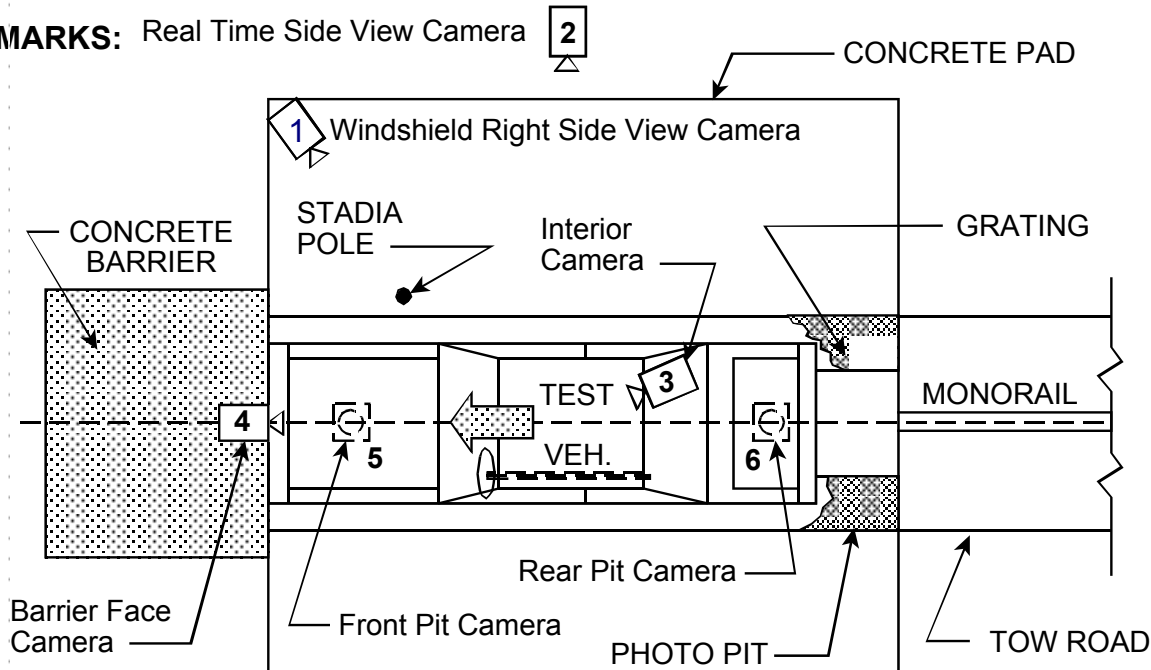 MARKS: Real Time Side View Camera 2
CONCRETE PAD
1 Windshield Right Side View Camera
STADIA
POLE
CONCRETE
BARRIER
Interior
Camera
GRATING
3
TEST
MONORAIL
4
5
VEH.
6
Rear Pit Camera
Barrier Face
Camera
Front Pit Camera
PHOTO PIT
TOW ROAD